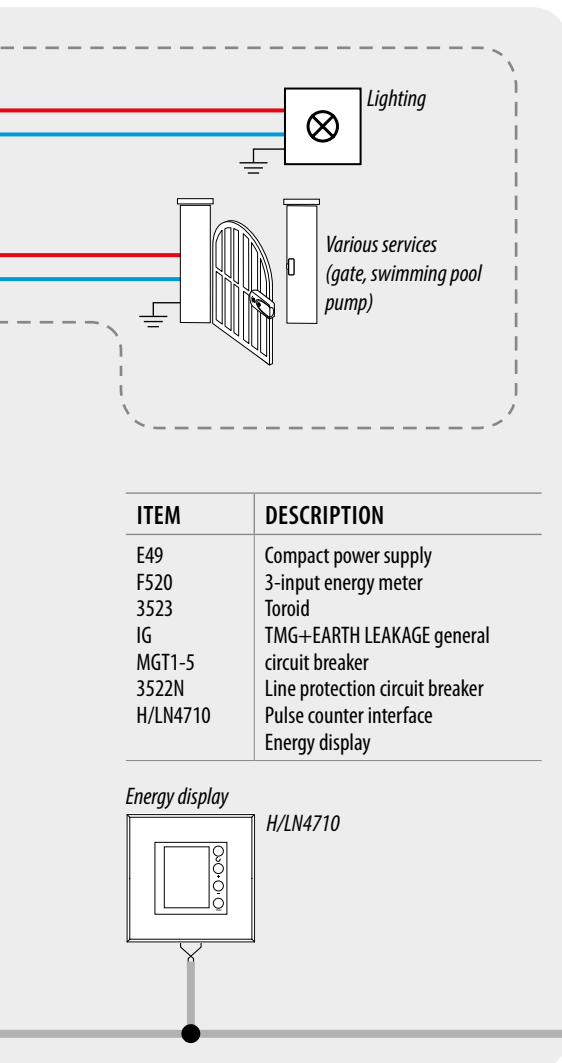 Lighting
Various services
(gate, swimming pool
pump)
ITEM DESCRIPTION
E49 Compact power supply
F520 3-input energy meter
3523 Toroid
IG TMG+EARTH LEAKAGE general
MGT1-5 circuit breaker
3522N Line protection circuit breaker
H/LN4710 Pulse counter interface
Energy display
Energy display
H/LN4710